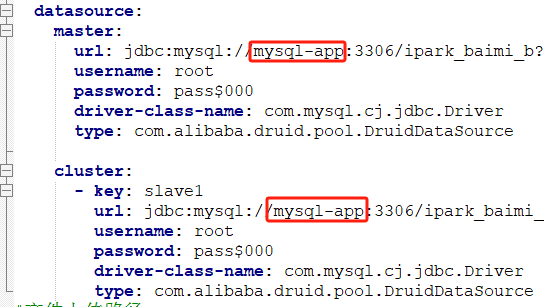 datasource:
master:
url: jdbc:mysql://mysql-app:3306/ipark_baimi_b?
username: root
password: pass$000
driver-class-name: com.mysql.cj.jdbc.Driver
type: com.alibaba.druid.pool.DruidDataSource
cluster:
- key: slave1
url: jdbc:mysql://mysql-app:3306/ipark_baimi_
username: root
password: pass$000
driver-class-name: com.mysql.cj.jdbc.Driver
type: com.alibaba.druid.pool.DruidDataSource